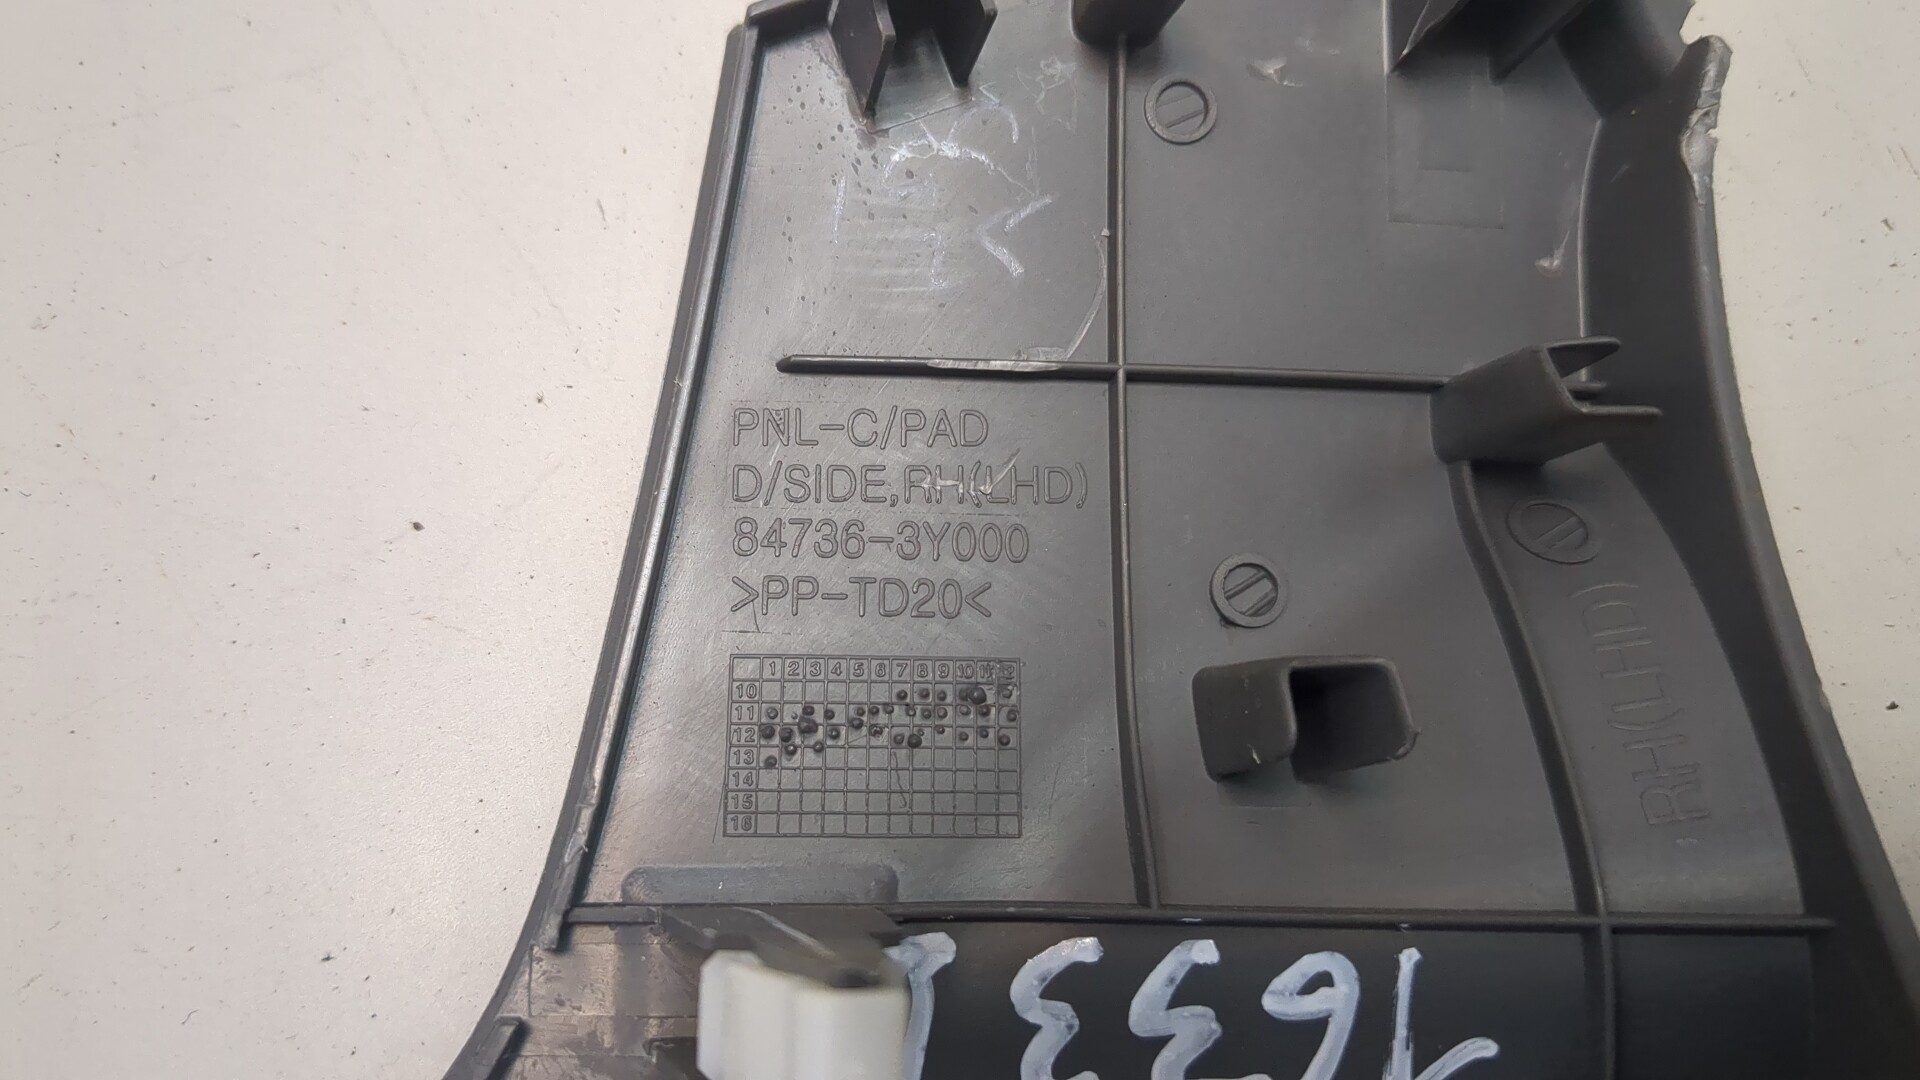 PNL-C/PAD
D/SIDE,RH(LHD)
84736-3Y000
>PP-TD20<
1 2 3 4 5 6 7 8 9 10 11 12
10
11
12
13
14
15
16
RH(LHD)